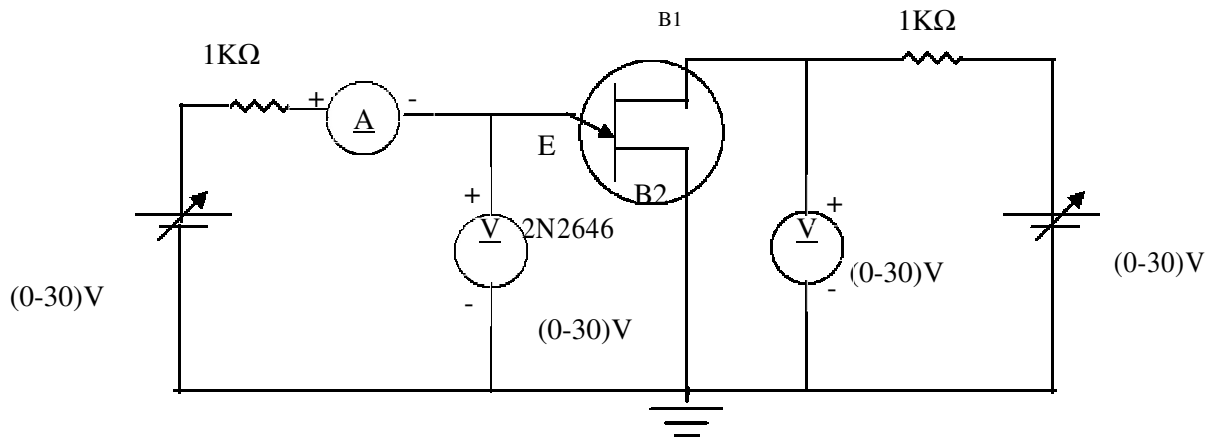 B1
1KΩ
1KΩ
+
-
A
E
B2
+
V
2N2646
-
+
V
(0-30)V
-
(0-30)V
(0-30)V
(0-30)V